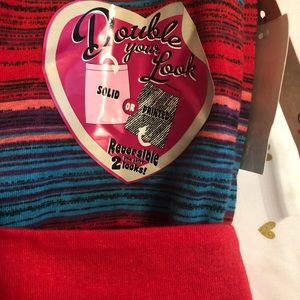 Double
your
Look
SOLID
OR
PRINTED
Reversible
2 looks!